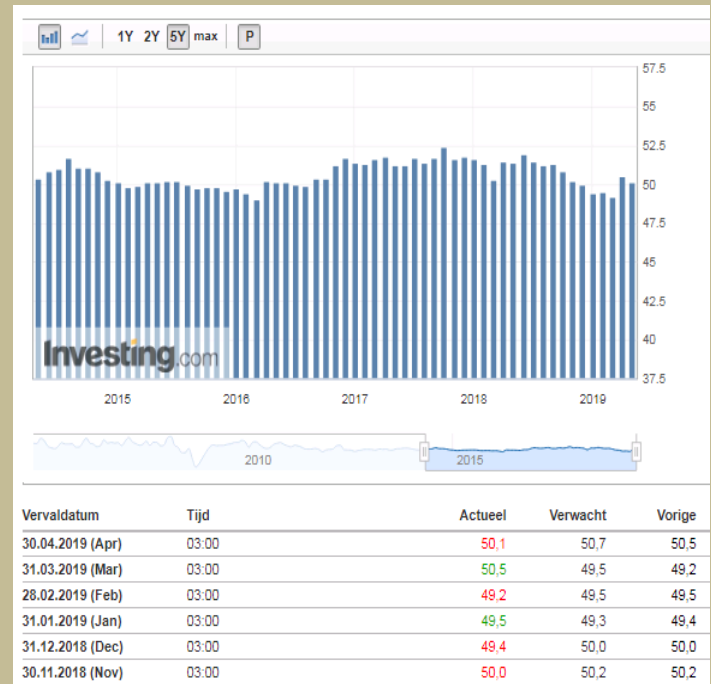 1Y 2Y 5Y max P
57.5
55
52.5
50
47.5
45
42.5
40
37.5
Investing.com
2015 2016 2017 2018 2019
2010 2015
Vervaldatum Tijd Actueel Verwacht Vorige
30.04.2019 (Apr) 03:00 50,1 50,7 50,5
31.03.2019 (Mar) 03:00 50,5 49,5 49,2
28.02.2019 (Feb) 03:00 49,2 49,5 49,5
31.01.2019 (Jan) 03:00 49,5 49,3 49,4
31.12.2018 (Dec) 03:00 49,4 50,0 50,0
30.11.2018 (Nov) 03:00 50,0 50,2 50,2